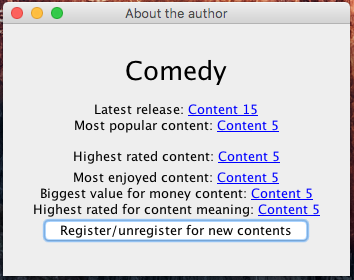 About the author
Comedy
Latest release: Content 15
Most popular content: Content 5
Highest rated content: Content 5
Most enjoyed content: Content 5
Biggest value for money content: Content 5
Highest rated for content meaning: Content 5
Register/unregister for new contents